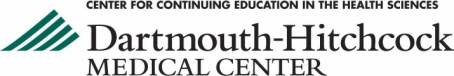 CENTER FOR CONTINUING EDUCATION IN THE HEALTH SCIENCES
Dartmouth-Hitchcock
MEDICAL CENTER